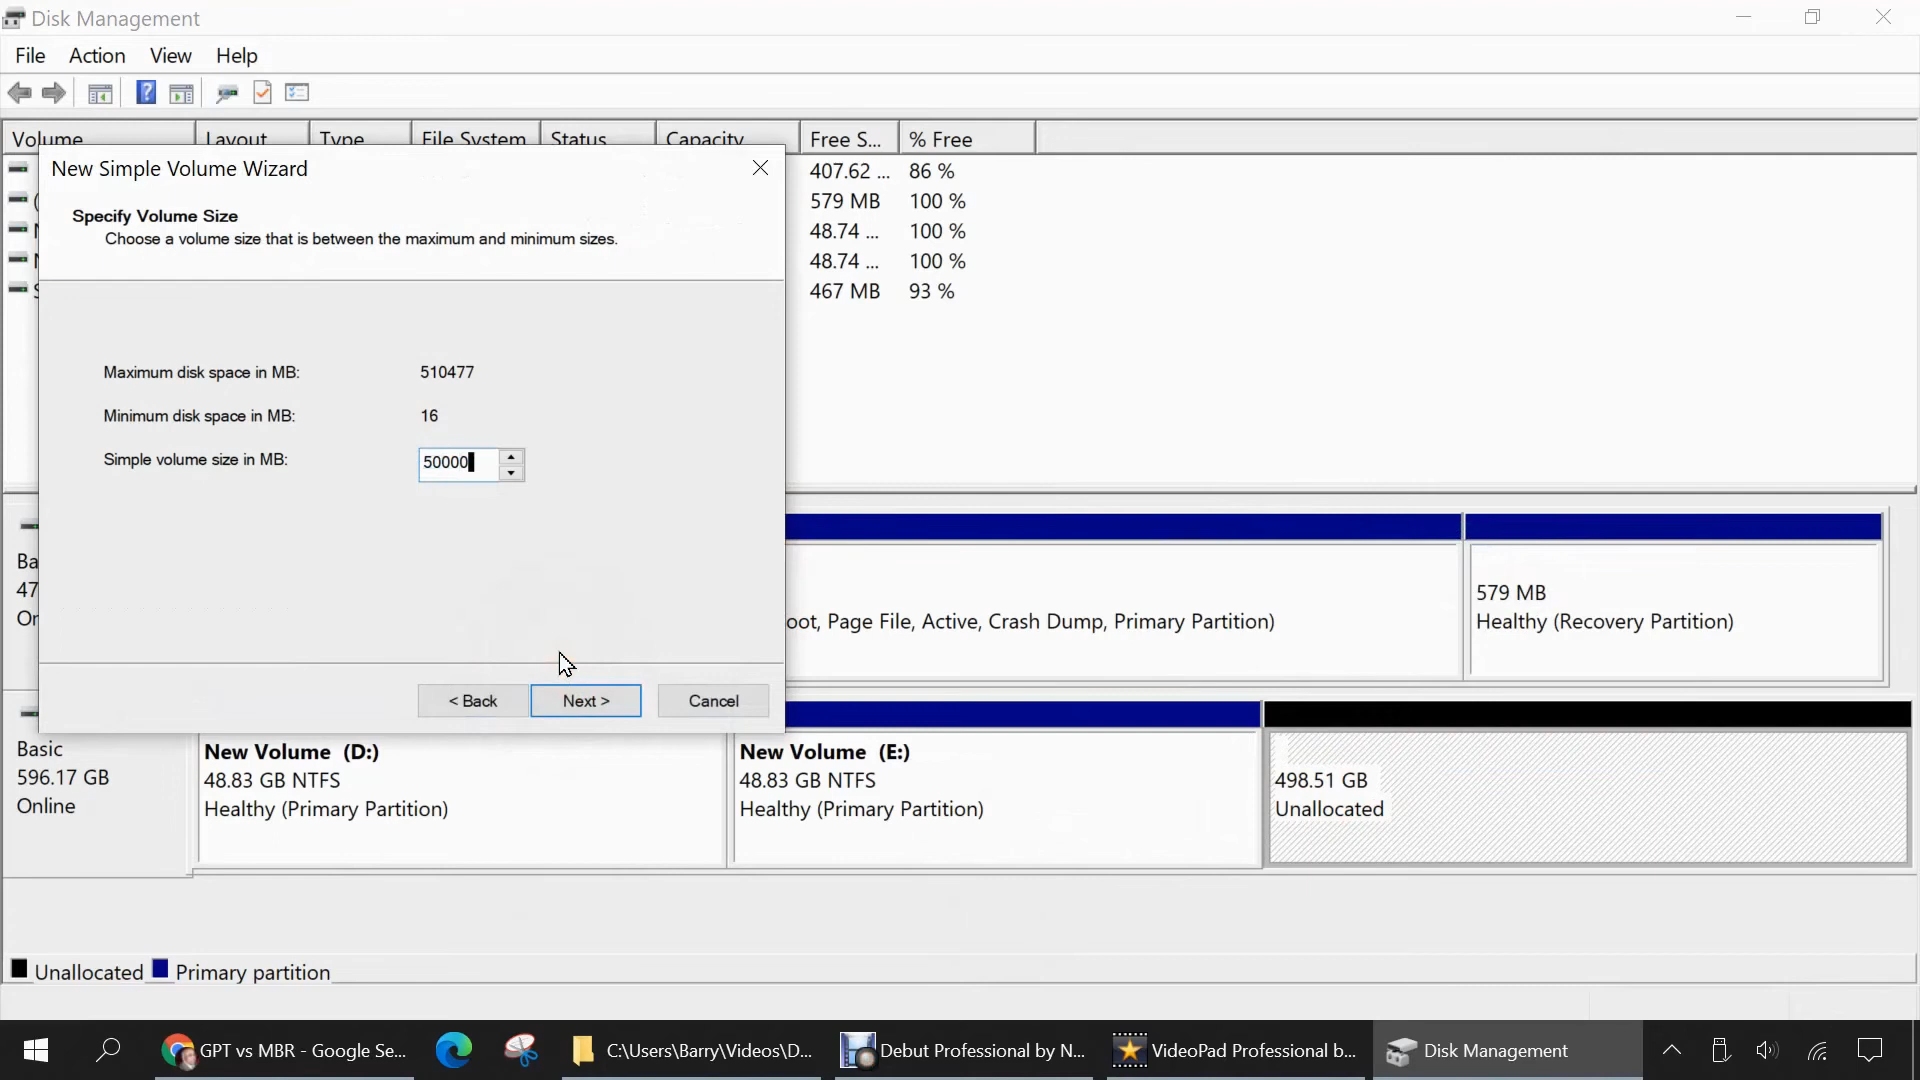 Disk Management
File Action View Help
Volume Layout Type File System Status Capacity Free S... % Free
407.62 ... 86 %
579 MB 100 %
48.74 ... 100 %
48.74 ... 100 %
467 MB 93 %
New Simple Volume Wizard
Specify Volume Size
Choose a volume size that is between the maximum and minimum sizes.
Maximum disk space in MB: 510477
Minimum disk space in MB: 16
Simple volume size in MB: 50000
< Back Next > Cancel
Ba
47
On
oot, Page File, Active, Crash Dump, Primary Partition)
579 MB
Healthy (Recovery Partition)
Basic
596.17 GB
Online
New Volume (D:)
48.83 GB NTFS
Healthy (Primary Partition)
New Volume (E:)
48.83 GB NTFS
Healthy (Primary Partition)
498.51 GB
Unallocated
Unallocated Primary partition
GPT vs MBR - Google Se... C:\Users\Barry\Videos\D... Debut Professional by N... VideoPad Professional b... Disk Management